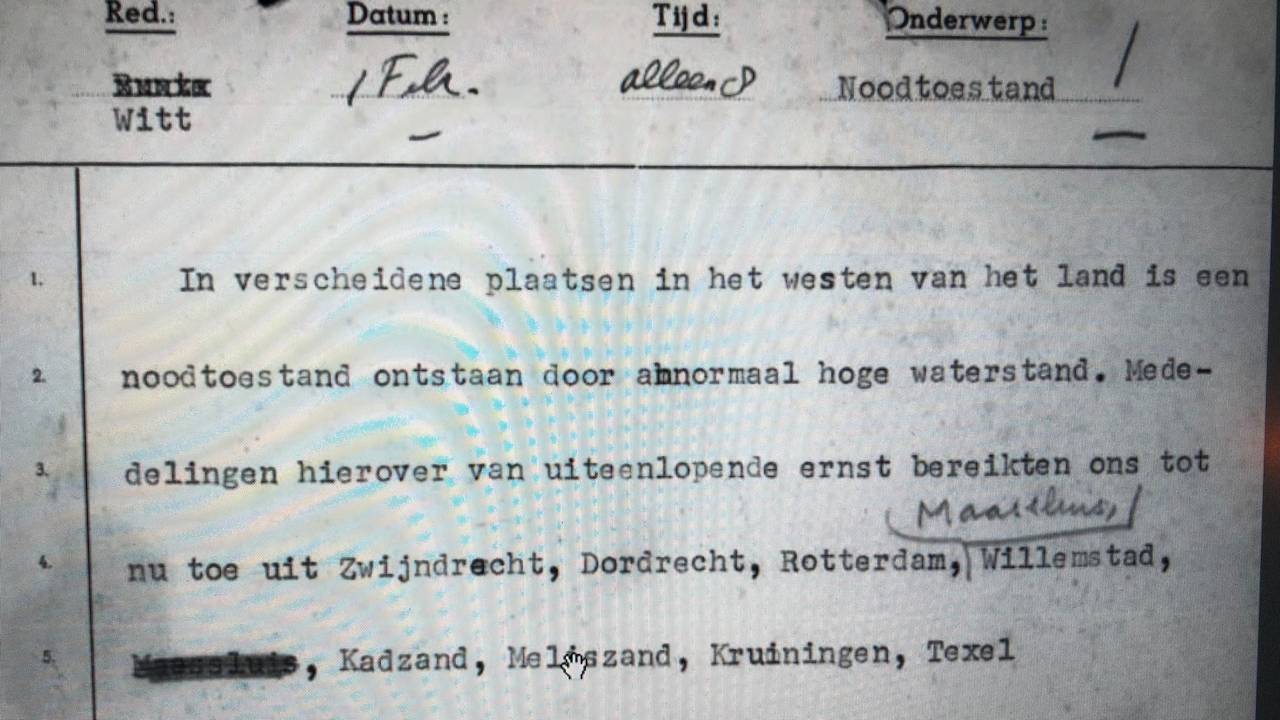 Red.: Datum: Tijd: Onderwerp:
1 Feb. alleen 8 Noodtoestand 1
Witt
1. In verscheidene plaatsen in het westen van het land is een
2. noodtoestand ontstaan door abnormaal hoge waterstand. Mede-
3. delingen hierover van uiteenlopende ernst bereikten ons tot
Maassluis,
4. nu toe uit Zwijndrecht, Dordrecht, Rotterdam, Willemstad,
5. Maassluis, Kadzand, Meliszand, Kruiningen, Texel